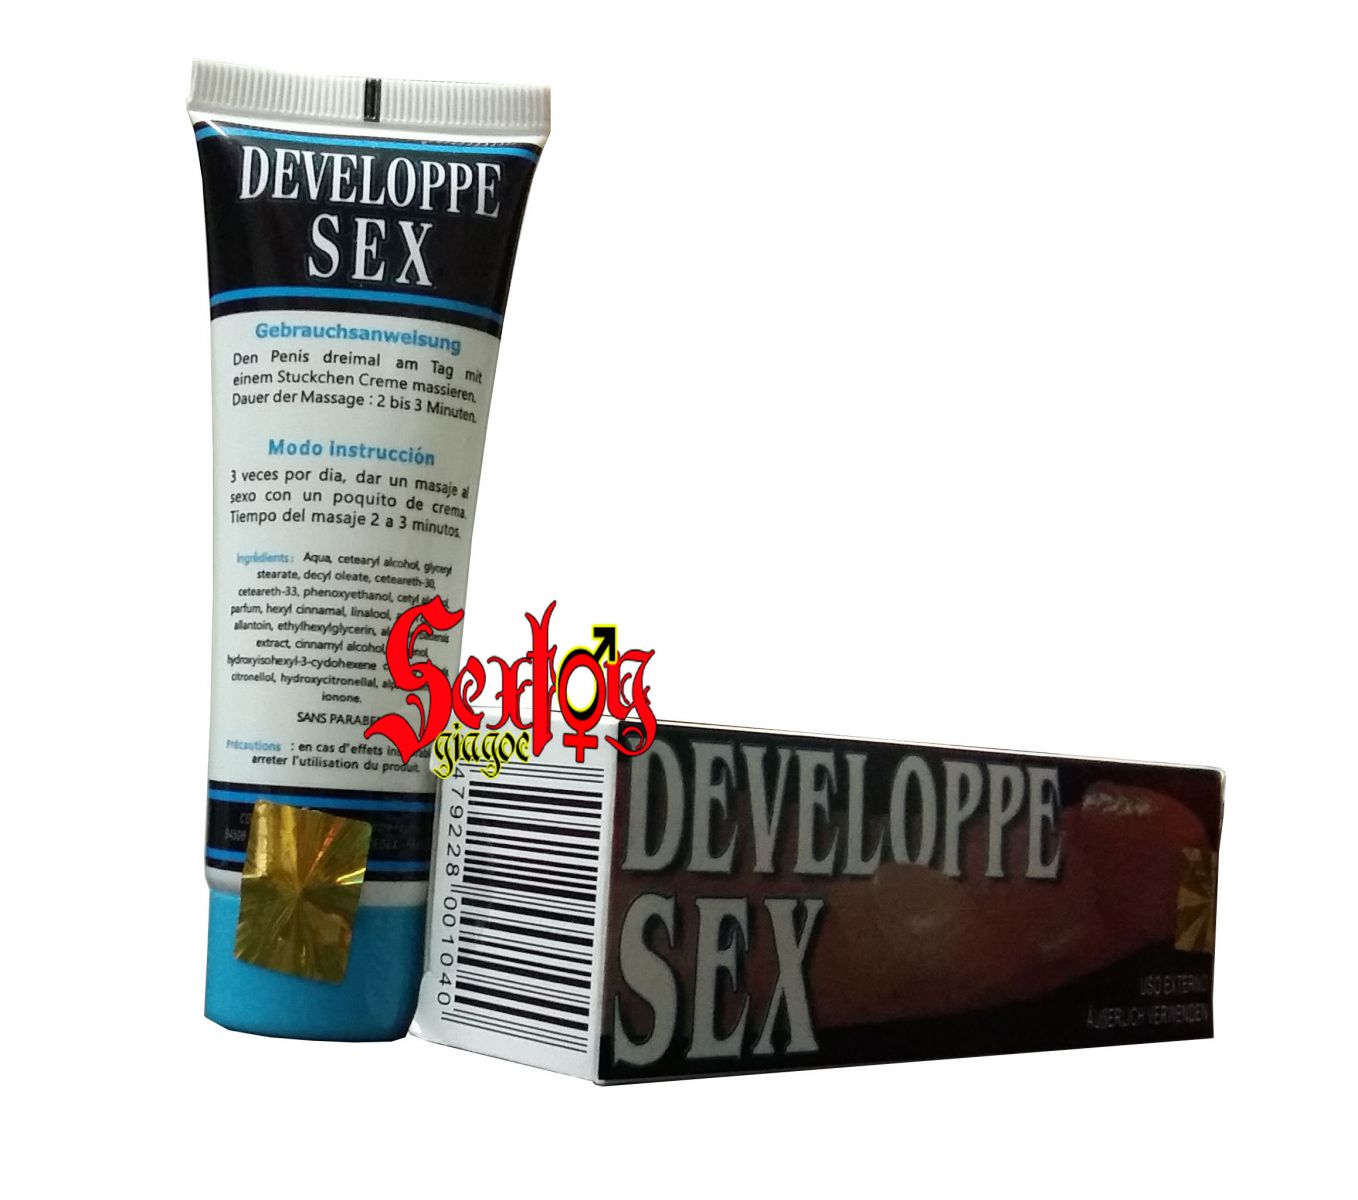 DEVELOPPE
SEX
Gebrauchsanweisung
Den Penis dreimal am Tag mit
einem Stuckchen Creme massieren.
Dauer der Massage : 2 bis 3 Minuten.
Modo instrucción
3 veces por dia, dar un masaje al
sexo con un poquito de crema.
Tiempo del masaje 2 a 3 minutos.
Ingrédients : Aqua, cetearyl alcohol, glyceryl
stearate, decyl oleate, ceteareth-30,
ceteareth-33, phenoxyethanol, cetyl
parfum, hexyl cinnamal, linalool,
allantoin, ethylhexylglycerin,
extract, cinnamyl alcohol,
hydroxyisohexyl-3-cydohexene
citronellol, hydroxycitronellal,
ionone.
SANS
Précautions : en cas d'effets
arreter l'utilisation du produit.
Sextoy
giagoc
479228 001040
DEVELOPPE
SEX
USO EXTERNO
ÄUßERLICH VERWENDEN